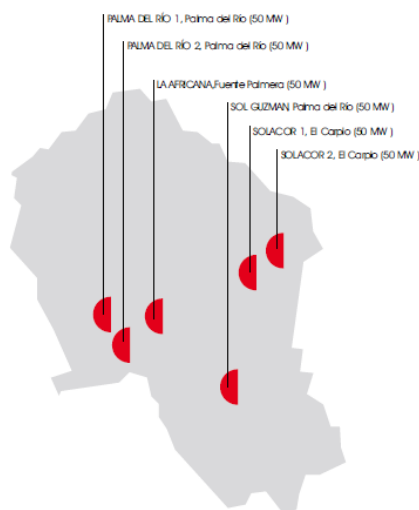 PALMA DEL RÍO 1, Palma del Río (50 MW )
PALMA DEL RÍO 2, Palma del Río (50 MW )
LA AFRICANA,Fuente Palmera (50 MW )
SOL GUZMAN, Palma del Río (50 MW )
SOLACOR 1, El Carpio (50 MW )
SOLACOR 2, El Carpio (50 MW )